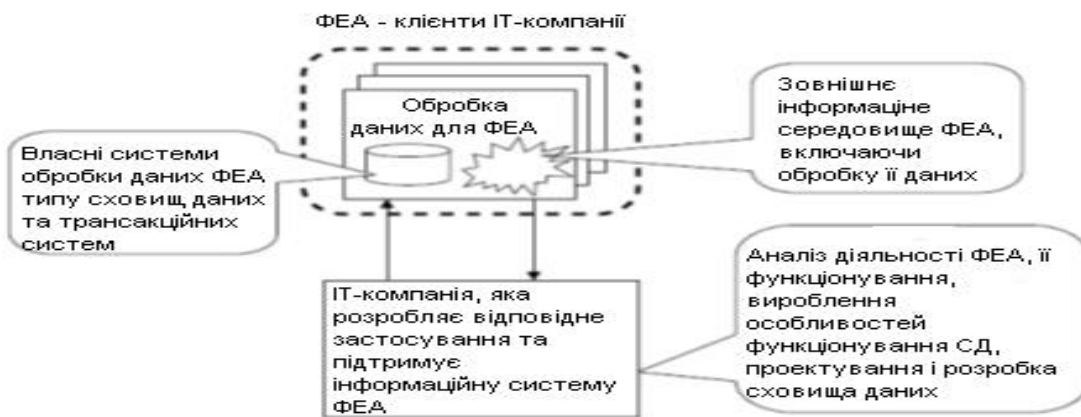 ФЕА - клієнти ІТ-компанії
Обробка
даних для ФЕА
Власні системи
обробки даних ФЕА
типу сховищ даних
та трансакційних
систем
Зовнішнє
інформаціне
середовище ФЕА,
включаючи
обробку її даних
ІТ-компанія, яка
розробляє відповідне
застосування та
підтримує
інформаційну систему
ФЕА
Аналіз діяльності ФЕА, її
функціонування,
вироблення
особливостей
функціонування СД,
проектування і розробка
сховища даних